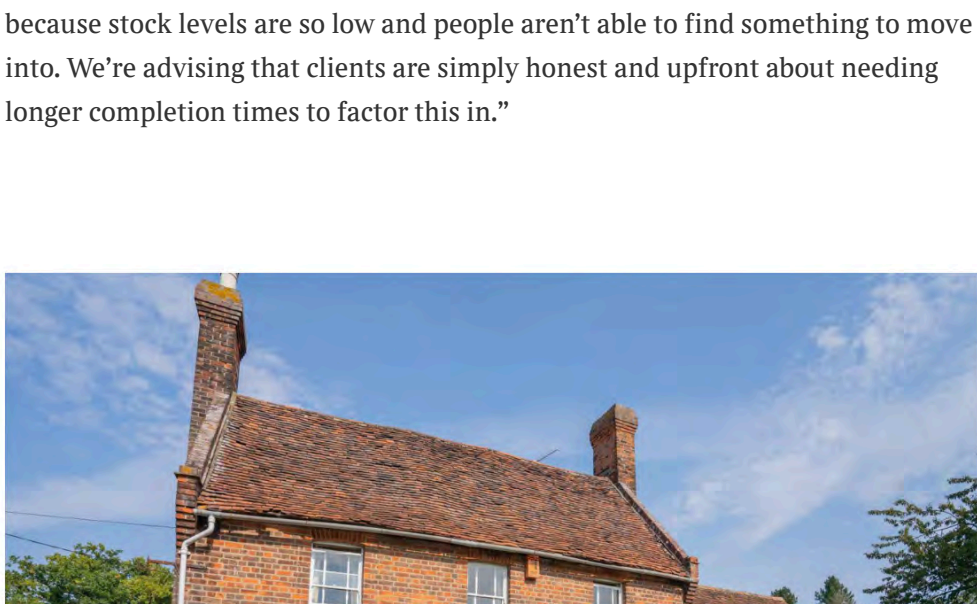 because stock levels are so low and people aren’t able to find something to move
into. We’re advising that clients are simply honest and upfront about needing
longer completion times to factor this in.”